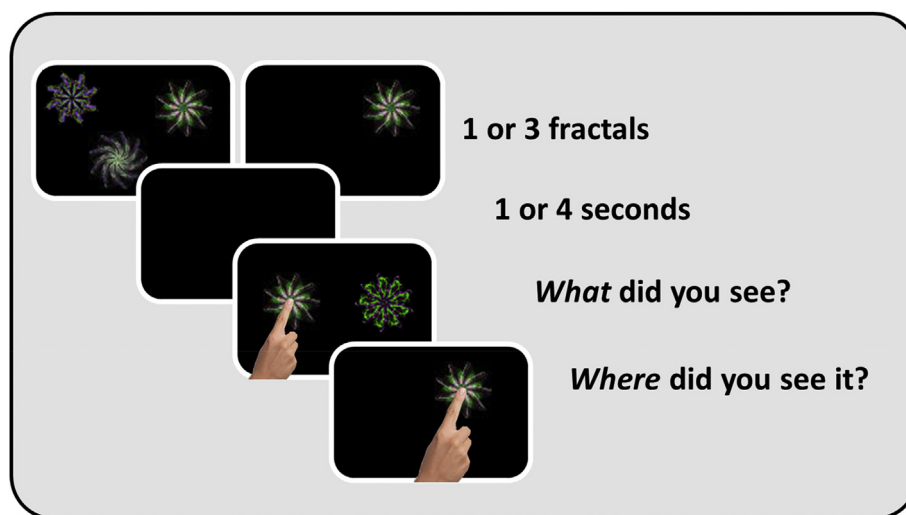 1 or 3 fractals
1 or 4 seconds
What did you see?
Where did you see it?